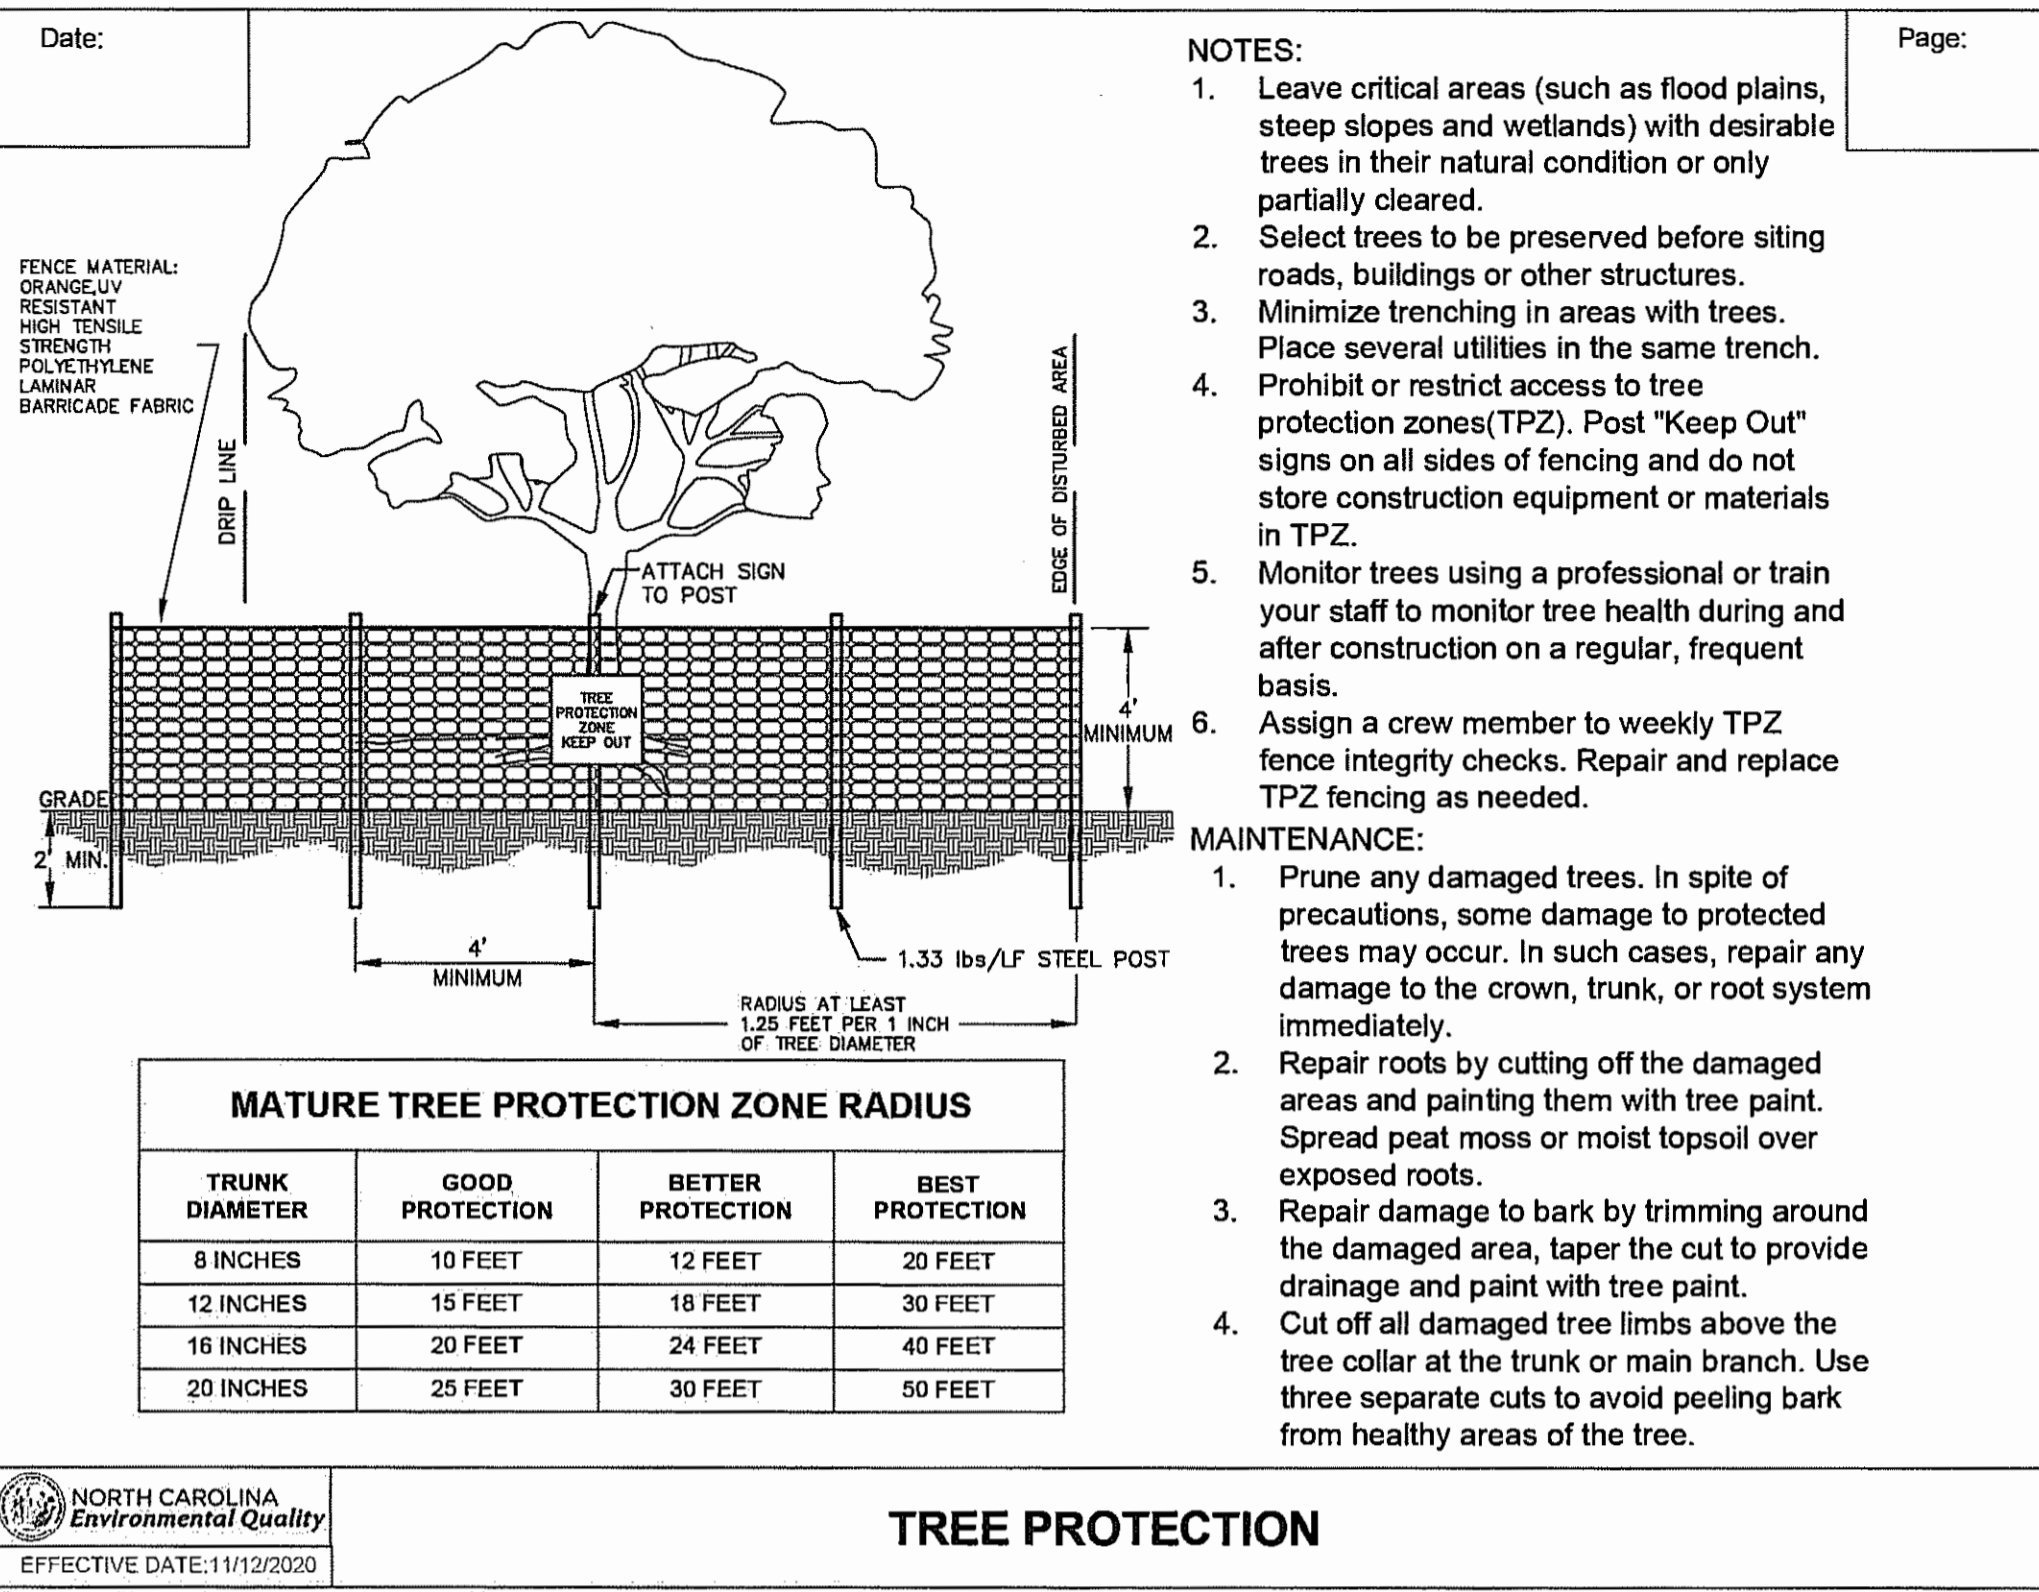 Date:
Page:
FENCE MATERIAL:
ORANGE,UV
RESISTANT
HIGH TENSILE
STRENGTH
POLYETHYLENE
LAMINAR
BARRICADE FABRIC
DRIP LINE
EDGE OF DISTURBED AREA
ATTACH SIGN
TO POST
TREE
PROTECTION
ZONE
KEEP OUT
4'
MINIMUM
GRADE
2' MIN.
4'
MINIMUM
1.33 lbs/LF STEEL POST
RADIUS AT LEAST
1.25 FEET PER 1 INCH
OF TREE DIAMETER
MATURE TREE PROTECTION ZONE RADIUS
TRUNK DIAMETER GOOD PROTECTION BETTER PROTECTION BEST PROTECTION
8 INCHES 10 FEET 12 FEET 20 FEET
12 INCHES 15 FEET 18 FEET 30 FEET
16 INCHES 20 FEET 24 FEET 40 FEET
20 INCHES 25 FEET 30 FEET 50 FEET
NOTES:
1. Leave critical areas (such as flood plains,
steep slopes and wetlands) with desirable
trees in their natural condition or only
partially cleared.
2. Select trees to be preserved before siting
roads, buildings or other structures.
3. Minimize trenching in areas with trees.
Place several utilities in the same trench.
4. Prohibit or restrict access to tree
protection zones(TPZ). Post "Keep Out"
signs on all sides of fencing and do not
store construction equipment or materials
in TPZ.
5. Monitor trees using a professional or train
your staff to monitor tree health during and
after construction on a regular, frequent
basis.
6. Assign a crew member to weekly TPZ
fence integrity checks. Repair and replace
TPZ fencing as needed.
MAINTENANCE:
1. Prune any damaged trees. In spite of
precautions, some damage to protected
trees may occur. In such cases, repair any
damage to the crown, trunk, or root system
immediately.
2. Repair roots by cutting off the damaged
areas and painting them with tree paint.
Spread peat moss or moist topsoil over
exposed roots.
3. Repair damage to bark by trimming around
the damaged area, taper the cut to provide
drainage and paint with tree paint.
4. Cut off all damaged tree limbs above the
tree collar at the trunk or main branch. Use
three separate cuts to avoid peeling bark
from healthy areas of the tree.
NORTH CAROLINA
Environmental Quality
EFFECTIVE DATE:11/12/2020
TREE PROTECTION